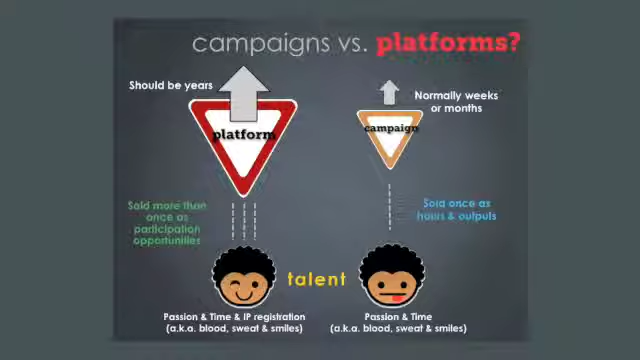 campaigns vs. platforms?
Should be years
platform
Sold more than
once as
participation
opportunities
Normally weeks
or months
campaign
Sold once as
hours & outputs
talent
Passion & Time & IP registration
(a.k.a. blood, sweat & smiles)
Passion & Time
(a.k.a. blood, sweat & smiles)